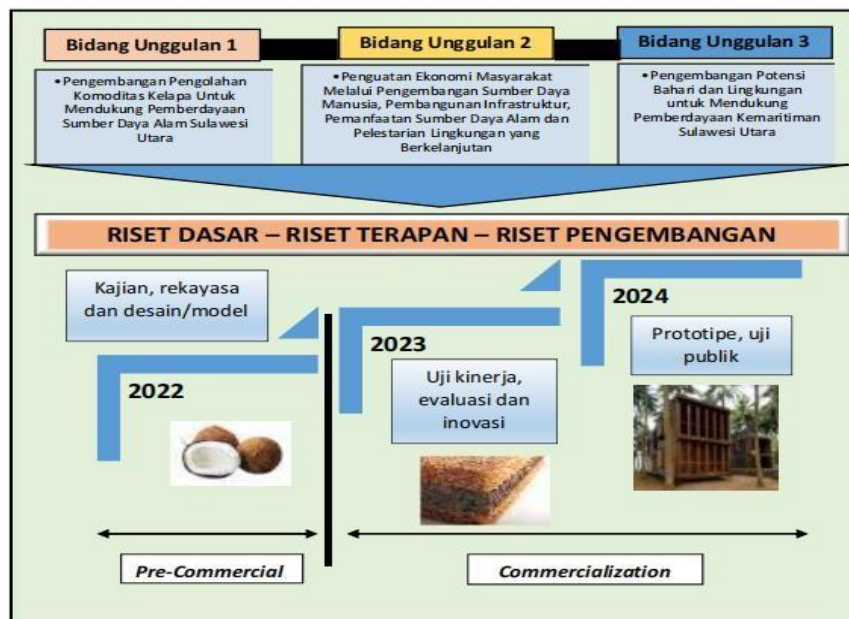 Bidang Unggulan 1
Bidang Unggulan 2
Bidang Unggulan 3
•Pengembangan Pengolahan
Komoditas Kelapa Untuk
Mendukung Pemberdayaan
Sumber Daya Alam Sulawesi
Utara
•Penguatan Ekonomi Masyarakat
Melalui Pengembangan Sumber Daya
Manusia, Pembangunan Infrastruktur,
Pemanfaatan Sumber Daya Alam dan
Pelestarian Lingkungan yang
Berkelanjutan
•Pengembangan Potensi
Bahari dan Lingkungan
untuk Mendukung
Pemberdayaan Kemaritiman
Sulawesi Utara
RISET DASAR – RISET TERAPAN – RISET PENGEMBANGAN
Kajian, rekayasa
dan desain/model
2022
2023
Uji kinerja,
evaluasi dan
inovasi
2024
Prototipe, uji
publik
Pre-Commercial
Commercialization